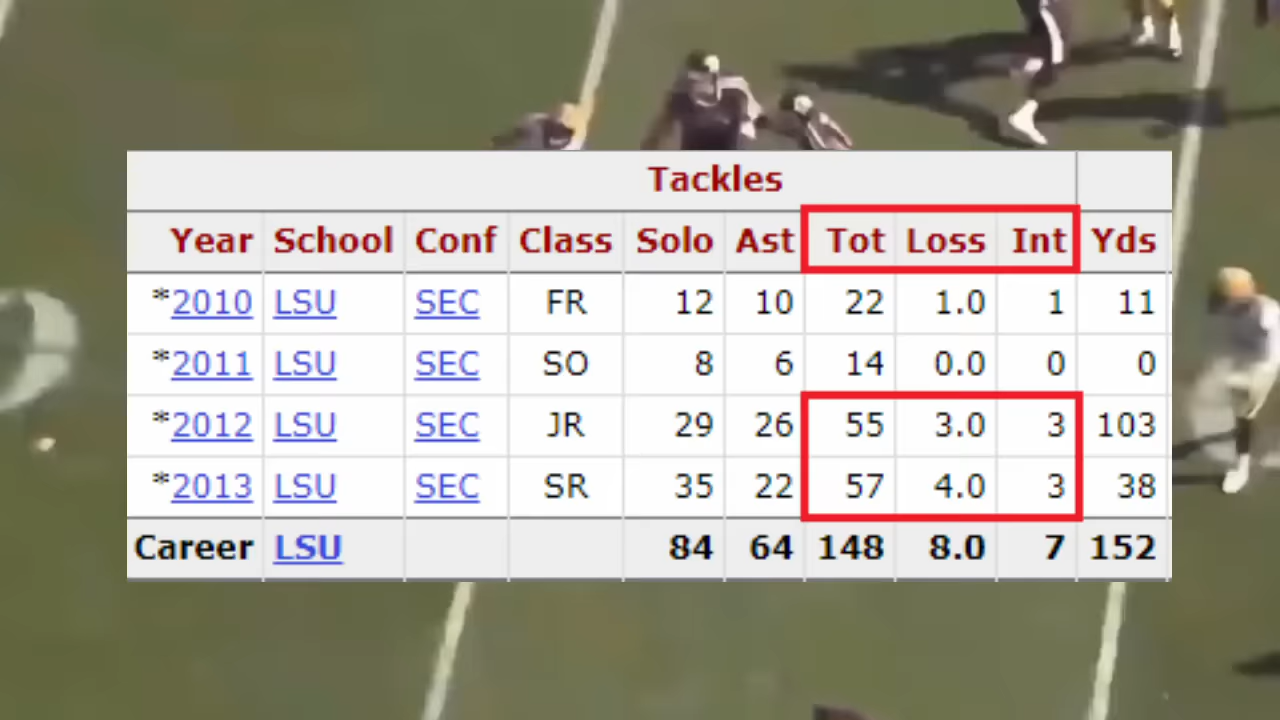 Tackles
Year School Conf Class Solo Ast Tot Loss Int Yds
*2010 LSU SEC FR 12 10 22 1.0 1 11
*2011 LSU SEC SO 8 6 14 0.0 0 0
*2012 LSU SEC JR 29 26 55 3.0 3 103
*2013 LSU SEC SR 35 22 57 4.0 3 38
Career LSU 84 64 148 8.0 7 152